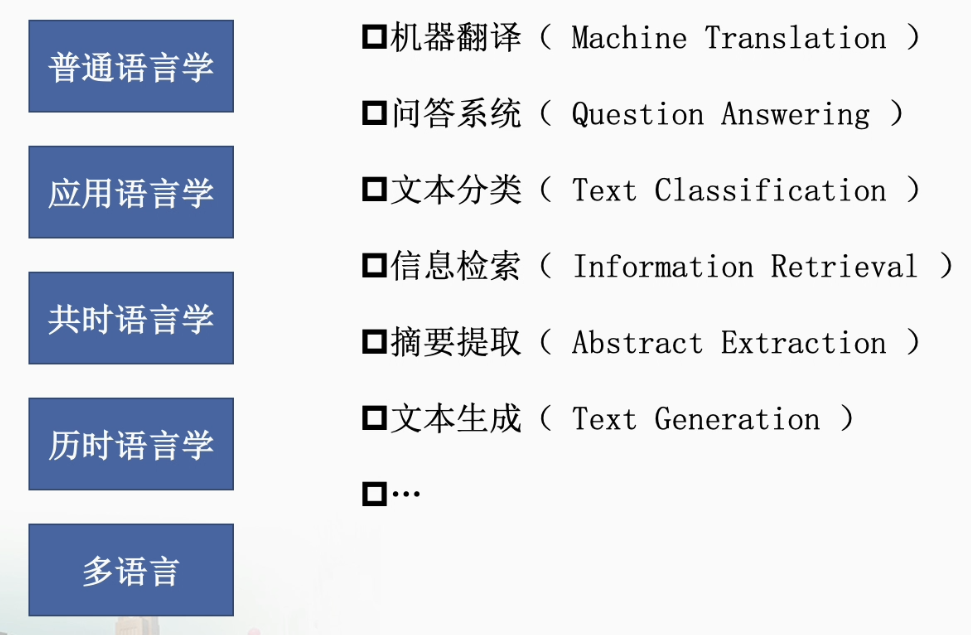 普通语言学
应用语言学
共时语言学
历时语言学
多语言
机器翻译（ Machine Translation ）
问答系统（ Question Answering ）
文本分类（ Text Classification ）
信息检索（ Information Retrieval ）
摘要提取（ Abstract Extraction ）
文本生成（ Text Generation ）
…